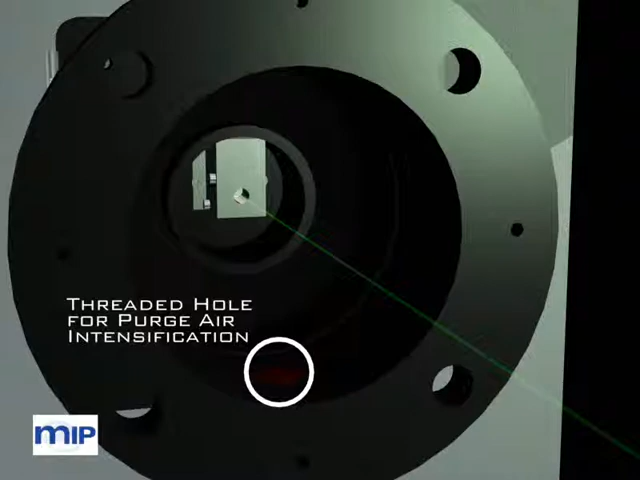 THREADED HOLE
FOR PURGE AIR
INTENSIFICATION
MIP